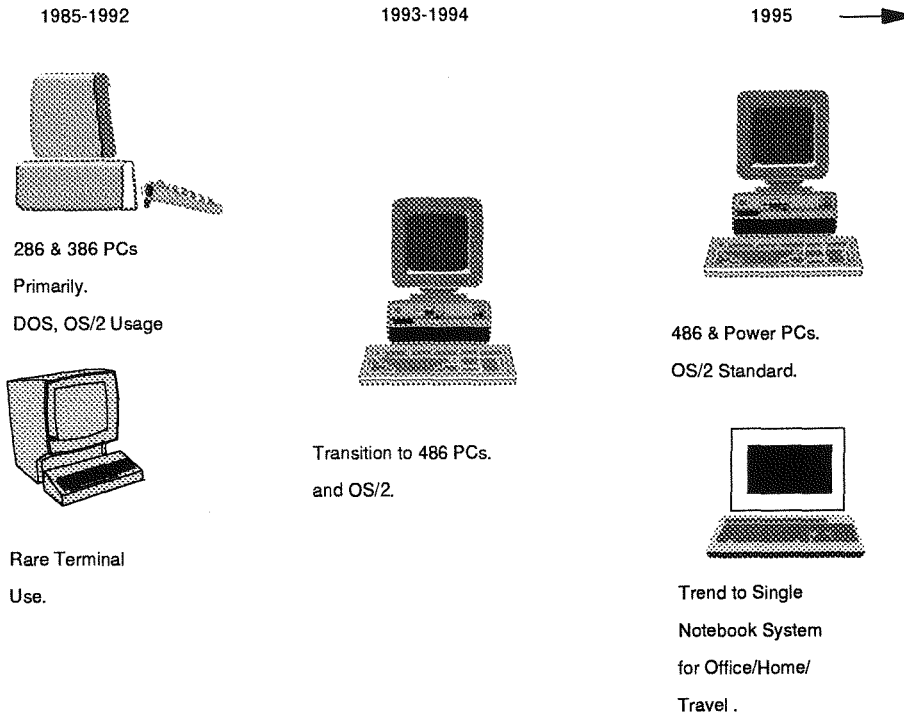 1985-1992
1993-1994
1995
286 & 386 PCs
Primarily.
DOS, OS/2 Usage
Rare Terminal
Use.
Transition to 486 PCs.
and OS/2.
486 & Power PCs.
OS/2 Standard.
Trend to Single
Notebook System
for Office/Home/
Travel .